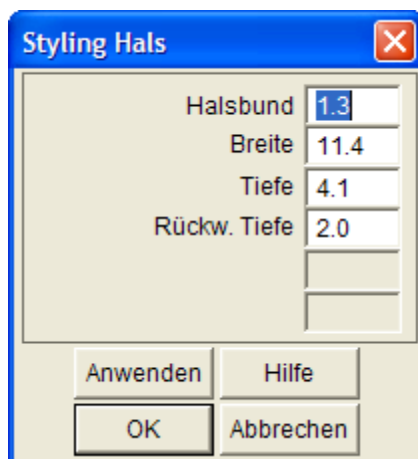 Styling Hals
Halsbund 1.3
Breite 11.4
Tiefe 4.1
Rückw. Tiefe 2.0
Anwenden Hilfe
OK Abbrechen